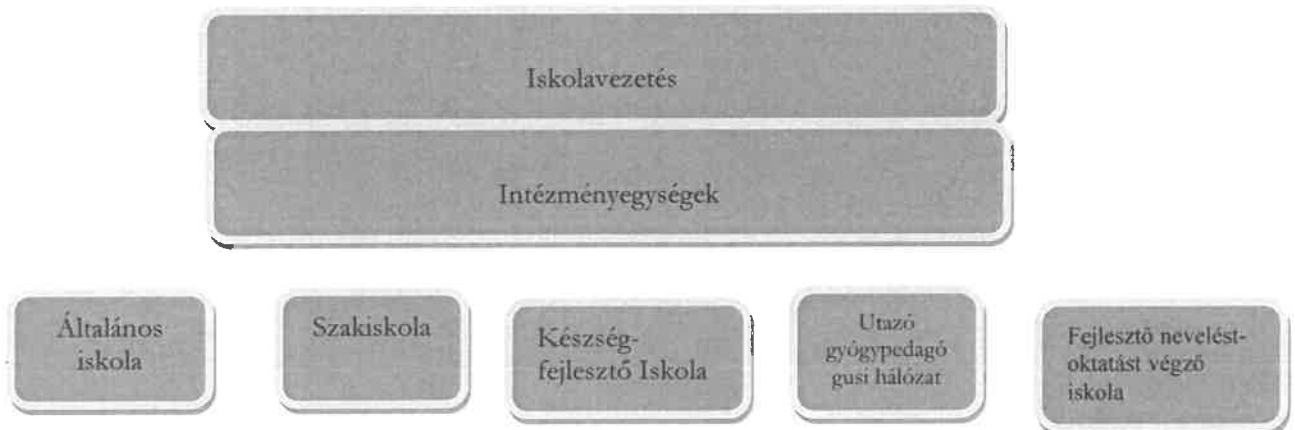 Iskolavezetés
Intézményegységek
Általános
iskola
Szakiskola
Készség-
fejlesztő Iskola
Utazó
gyógypedagó
gusi hálózat
Fejlesztő nevelést-
oktatást végző
iskola